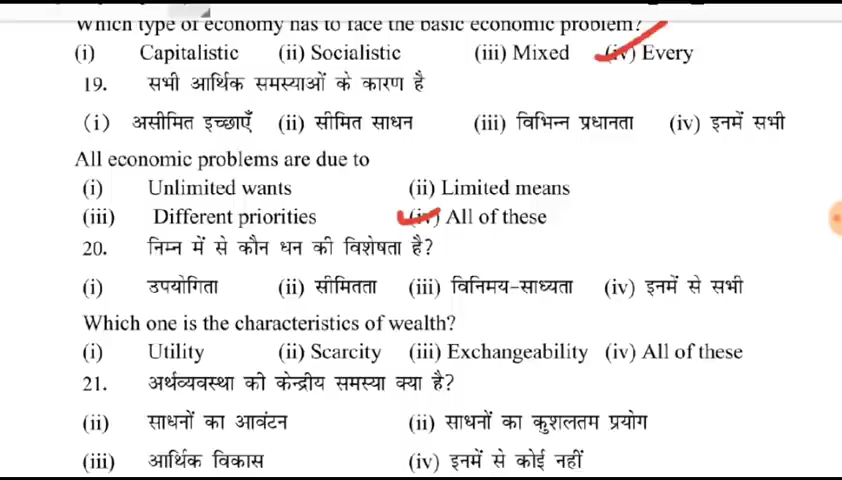 Which type of economy has to face the basic economic problem?
(i) Capitalistic (ii) Socialistic (iii) Mixed (iv) Every
19. सभी आर्थिक समस्याओं के कारण है
(i) असीमित इच्छाएँ (ii) सीमित साधन (iii) विभिन्न प्रधानता (iv) इनमें सभी
All economic problems are due to
(i) Unlimited wants (ii) Limited means
(iii) Different priorities (iv) All of these
20. निम्न में से कौन धन की विशेषता है?
(i) उपयोगिता (ii) सीमितता (iii) विनिमय-साध्यता (iv) इनमें से सभी
Which one is the characteristics of wealth?
(i) Utility (ii) Scarcity (iii) Exchangeability (iv) All of these
21. अर्थव्यवस्था की केन्द्रीय समस्या क्या है?
(ii) साधनों का आवंटन (ii) साधनों का कुशलतम प्रयोग
(iii) आर्थिक विकास (iv) इनमें से कोई नहीं